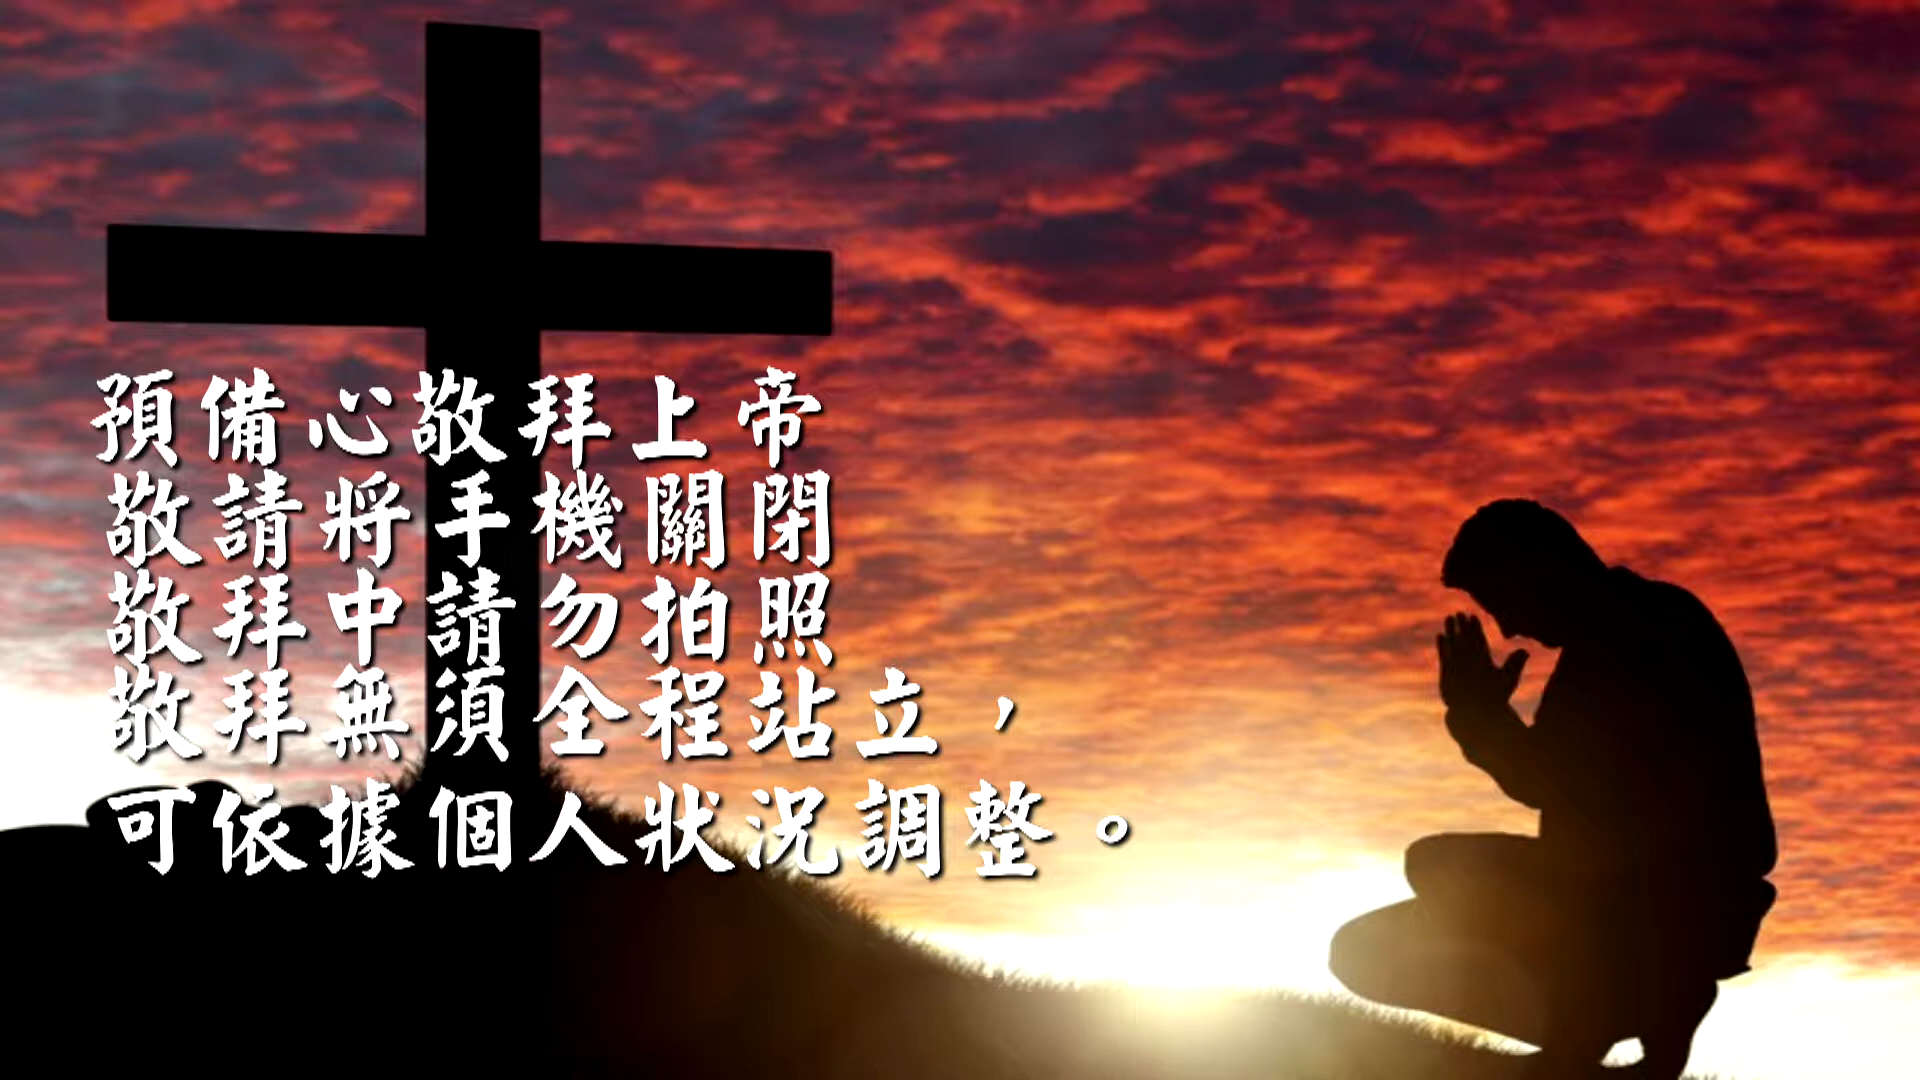 預備心敬拜上帝
敬請將手機關閉
敬拜中請勿拍照
敬拜無須全程站立，
可依據個人狀況調整。